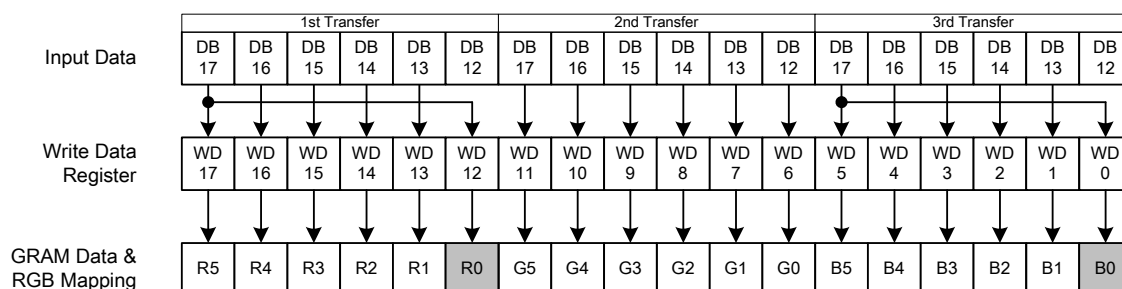 1st Transfer 2nd Transfer 3rd Transfer
Input Data DB 17 DB 16 DB 15 DB 14 DB 13 DB 12 DB 17 DB 16 DB 15 DB 14 DB 13 DB 12 DB 17 DB 16 DB 15 DB 14 DB 13 DB 12
Write Data Register WD 17 WD 16 WD 15 WD 14 WD 13 WD 12 WD 11 WD 10 WD 9 WD 8 WD 7 WD 6 WD 5 WD 4 WD 3 WD 2 WD 1 WD 0
GRAM Data & RGB Mapping R5 R4 R3 R2 R1 R0 G5 G4 G3 G2 G1 G0 B5 B4 B3 B2 B1 B0